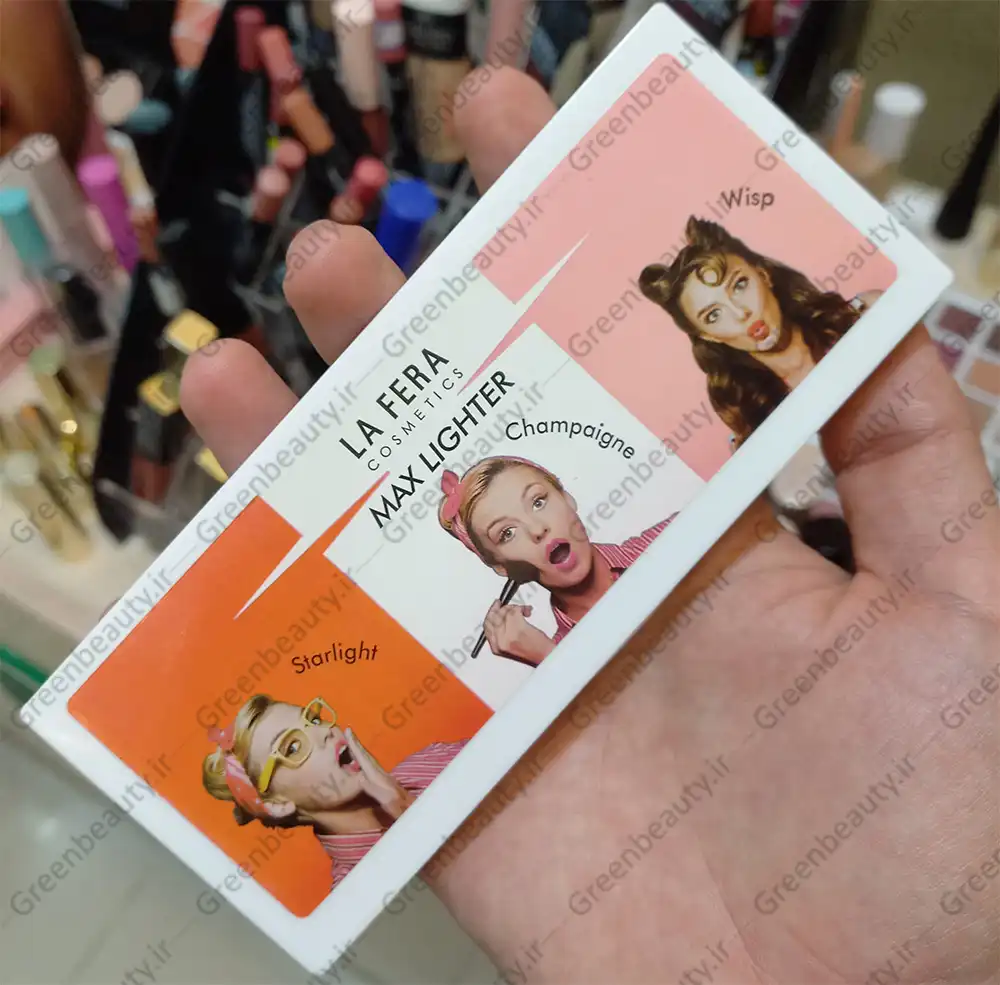 Wisp
LA FERA
COSMETICS
MAX LIGHTER
Champaigne
Starlight
Greenbeauty.ir